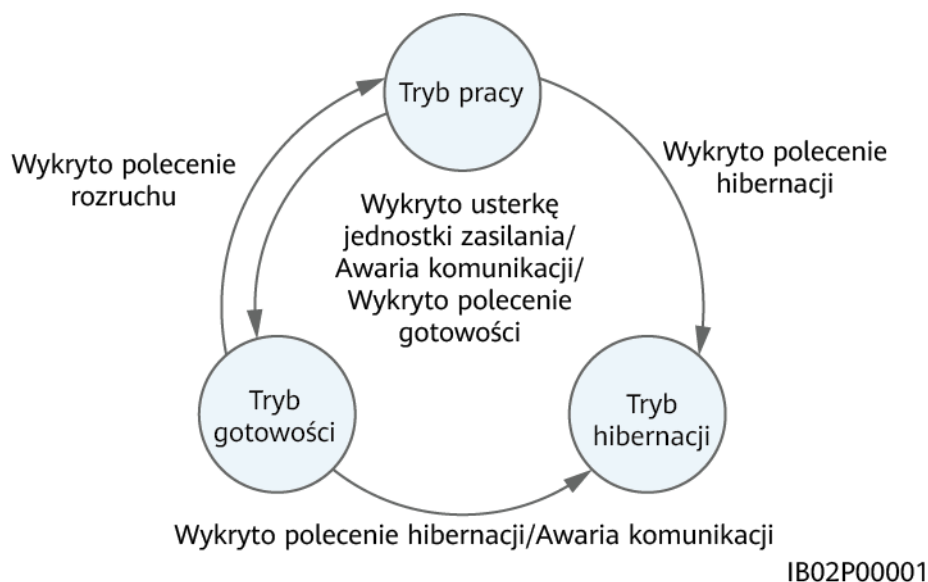 Tryb pracy
Wykryto polecenie
rozruchu
Wykryto polecenie
hibernacji
Wykryto usterkę
jednostki zasilania/
Awaria komunikacji/
Wykryto polecenie
gotowości
Tryb
gotowości
Tryb
hibernacji
Wykryto polecenie hibernacji/Awaria komunikacji
IB02P00001